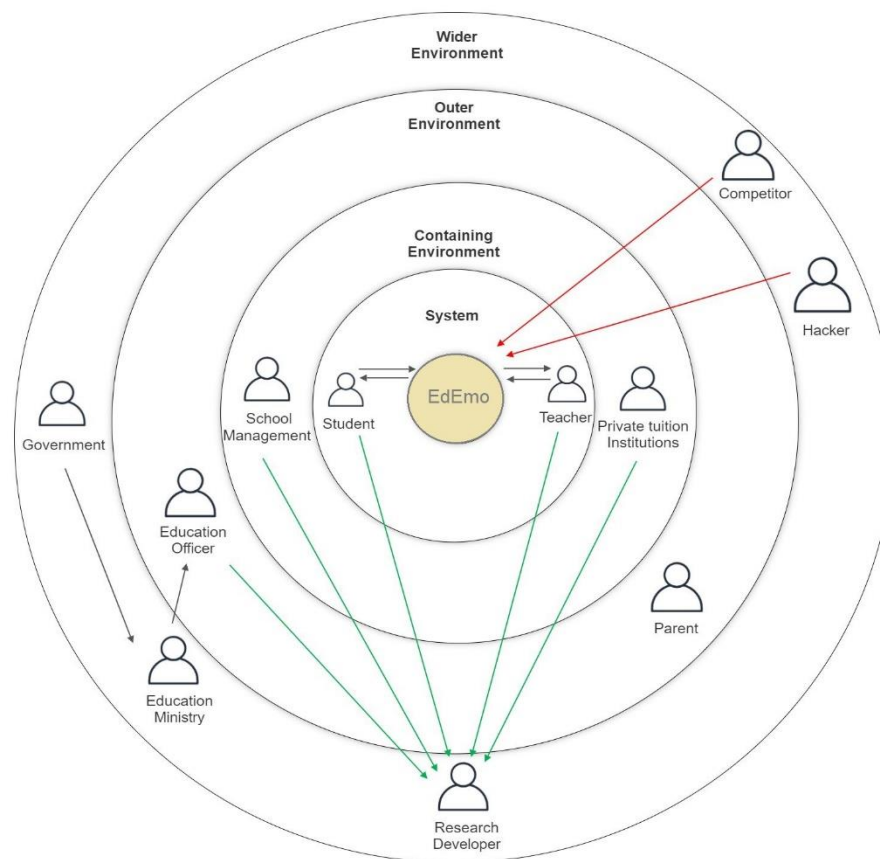 Wider
Environment
Outer
Environment
Competitor
Containing
Environment
Hacker
System
EdEmo
Student
Teacher
School
Management
Private tuition
Institutions
Government
Education
Officer
Parent
Education
Ministry
Research
Developer